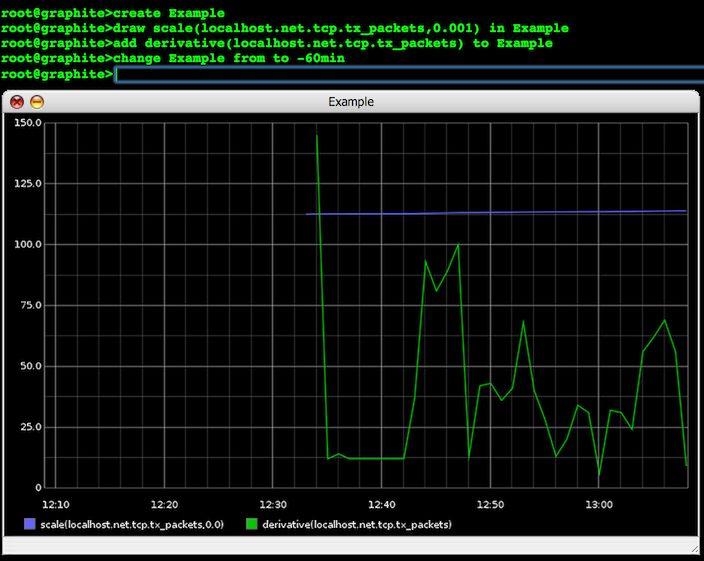 root@graphite>create Example
root@graphite>draw scale(localhost.net.tcp.tx_packets,0.001) in Example
root@graphite>add derivative(localhost.net.tcp.tx_packets) to Example
root@graphite>change Example from to -60min
root@graphite>
Example
150.0
125.0
100.0
75.0
50.0
25.0
0
12:10 12:20 12:30 12:40 12:50 13:00
scale(localhost.net.tcp.tx_packets,0.0) derivative(localhost.net.tcp.tx_packets)